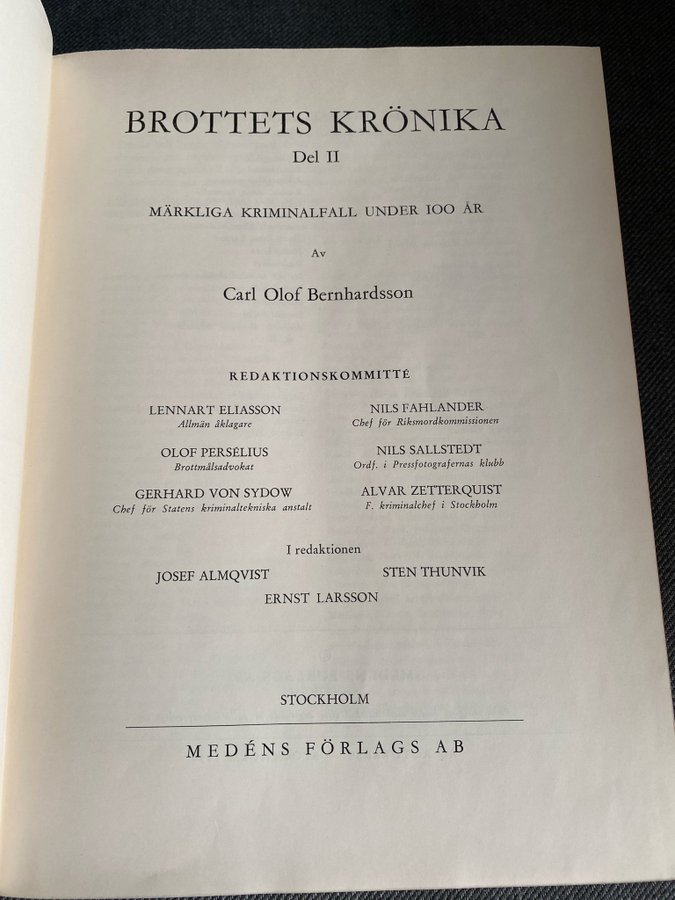 BROTTETS KRÖNIKA
Del II
MÄRKLIGA KRIMINALFALL UNDER 100 ÅR
Av
Carl Olof Bernhardsson
REDAKTIONSKOMMITTÉ
LENNART ELIASSON
Allmän åklagare
NILS FAHLANDER
Chef för Riksmordkommissionen
OLOF PERSÉLIUS
Brottmålsadvokat
NILS SALLSTEDT
Ordf. i Pressfotografernas klubb
GERHARD VON SYDOW
Chef för Statens kriminaltekniska anstalt
ALVAR ZETTERQUIST
F. kriminalchef i Stockholm
I redaktionen
JOSEF ALMQVIST
STEN THUNVIK
ERNST LARSSON
STOCKHOLM
MEDÉNS FÖRLAGS AB